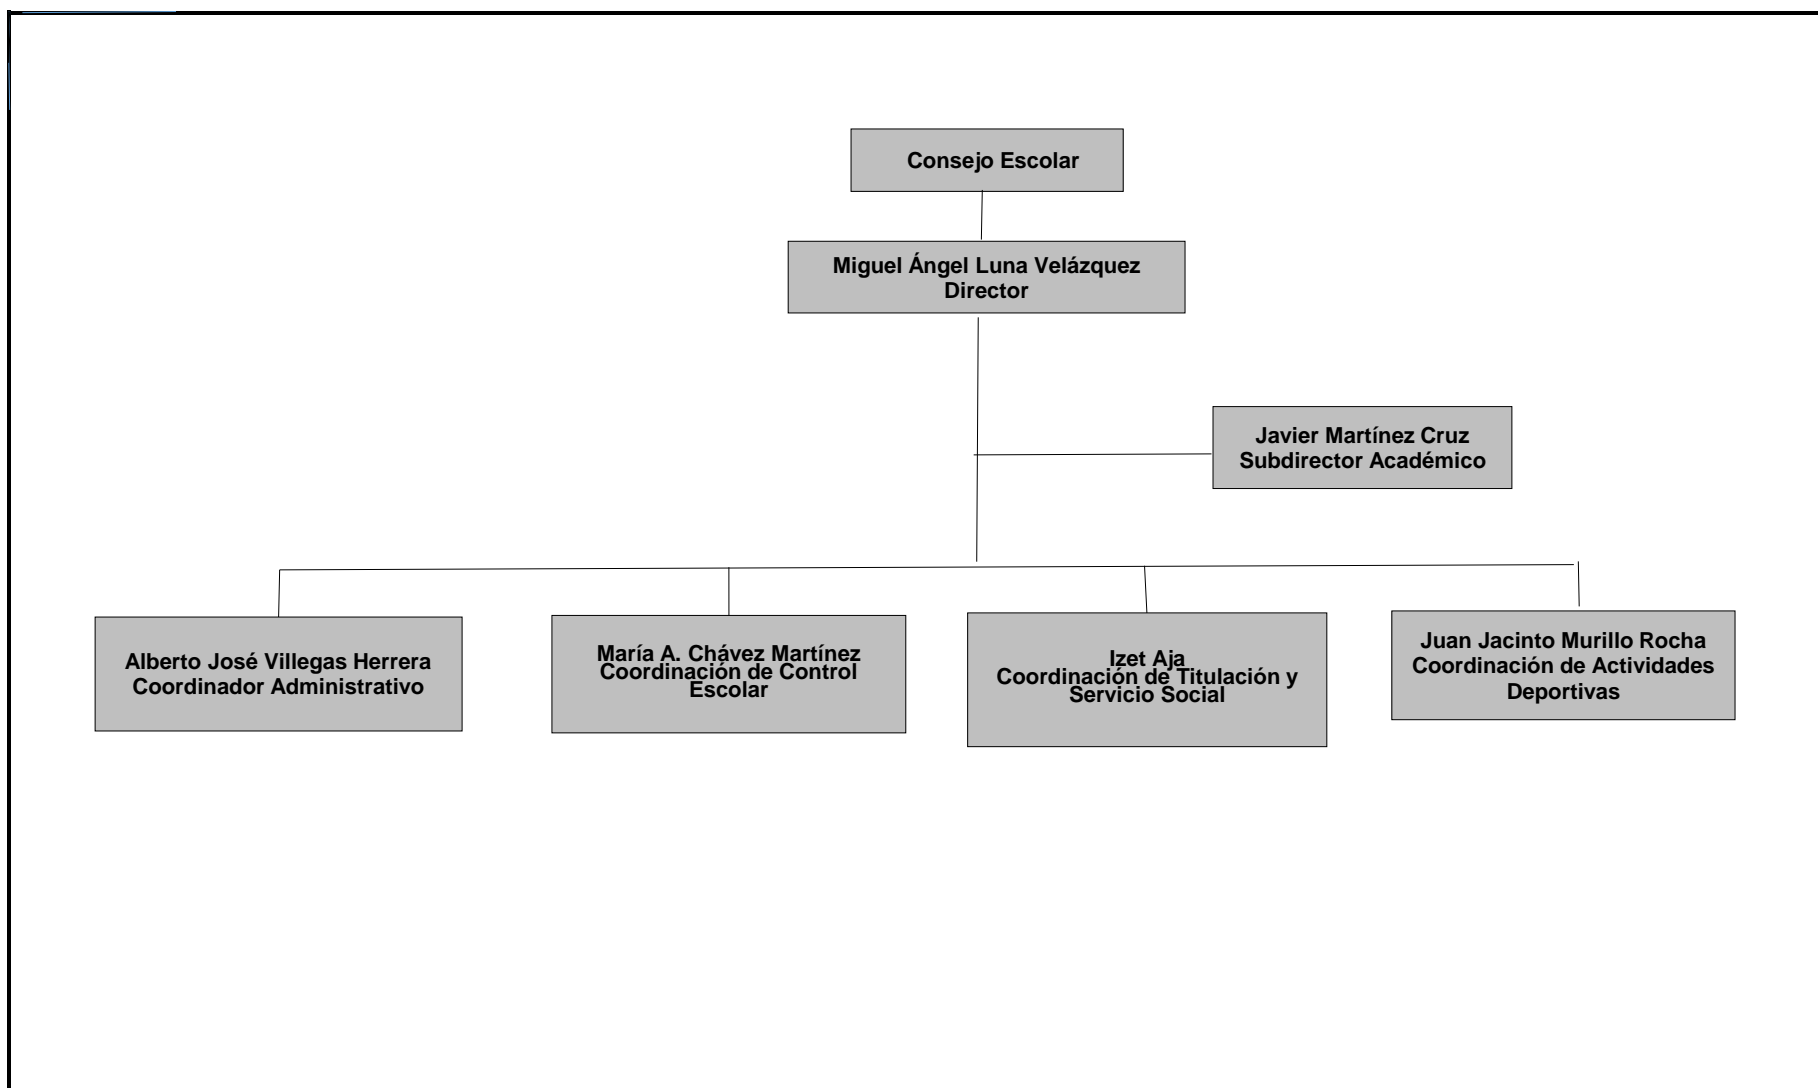 Consejo Escolar
Miguel Ángel Luna Velázquez
Director
Javier Martínez Cruz
Subdirector Académico
Alberto José Villegas Herrera
Coordinador Administrativo
María A. Chávez Martínez
Coordinación de Control
Escolar
Izet Aja
Coordinación de Titulación y
Servicio Social
Juan Jacinto Murillo Rocha
Coordinación de Actividades
Deportivas